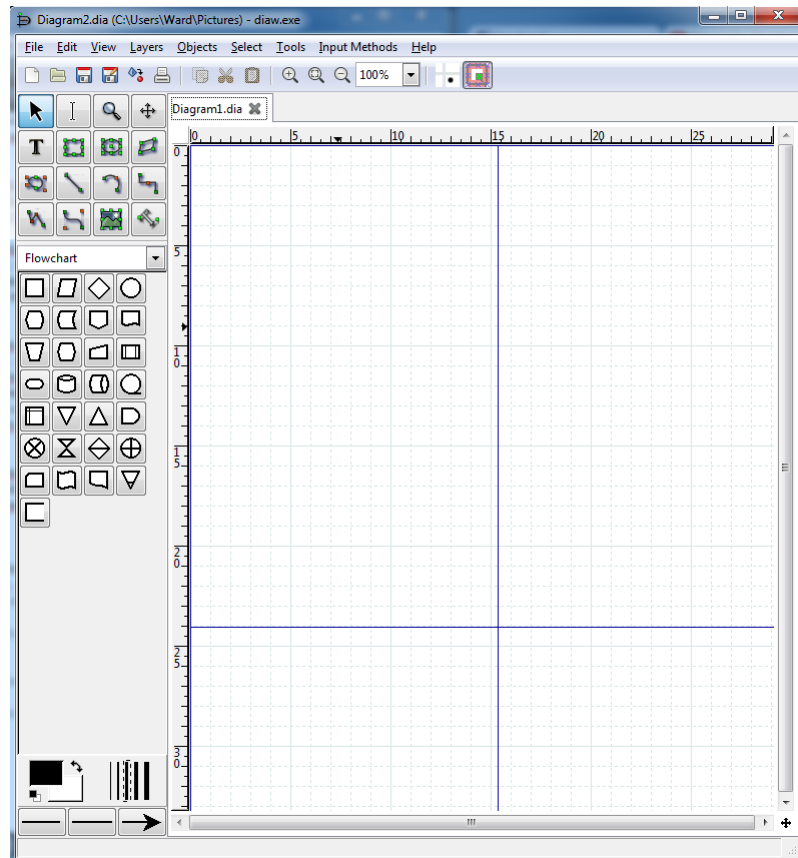 Diagram2.dia (C:\Users\Ward\Pictures) - diaw.exe
File Edit View Layers Objects Select Tools Input Methods Help
100%
Diagram1.dia
0 5 10 15 20 25
T
0
5
Flowchart
10
15
20
25
30